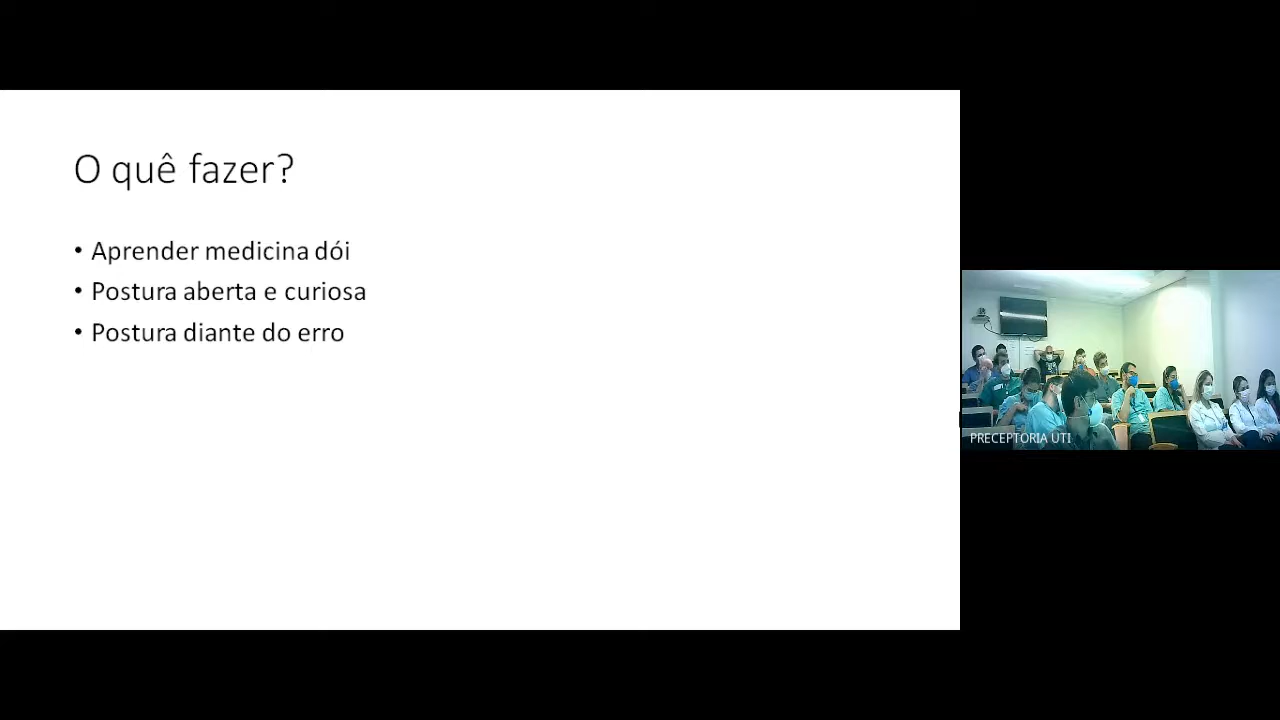 O quê fazer?
• Aprender medicina dói
• Postura aberta e curiosa
• Postura diante do erro
PRECEPTORIA UTI